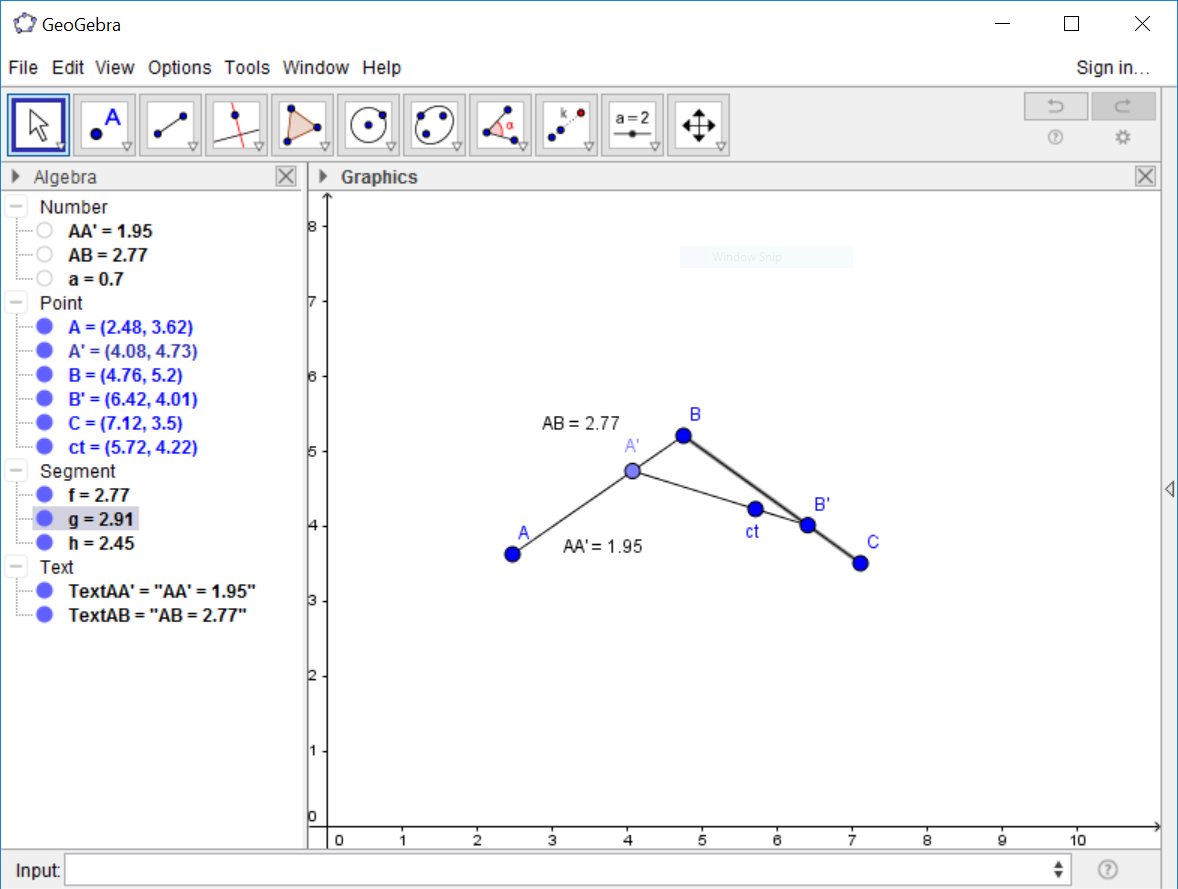 GeoGebra
File Edit View Options Tools Window Help Sign in...
A k a = 2 α
Algebra
Graphics
Number
AA' = 1.95
AB = 2.77
a = 0.7
Point
A = (2.48, 3.62)
A' = (4.08, 4.73)
B = (4.76, 5.2)
B' = (6.42, 4.01)
C = (7.12, 3.5)
ct = (5.72, 4.22)
Segment
f = 2.77
g = 2.91
h = 2.45
Text
TextAA' = "AA' = 1.95"
TextAB = "AB = 2.77"
8
Window Snip
7
6
AB = 2.77
B
A'
5
B'
4
A
ct
C
AA' = 1.95
3
2
1
0
0 1 2 3 4 5 6 7 8 9 10
Input: